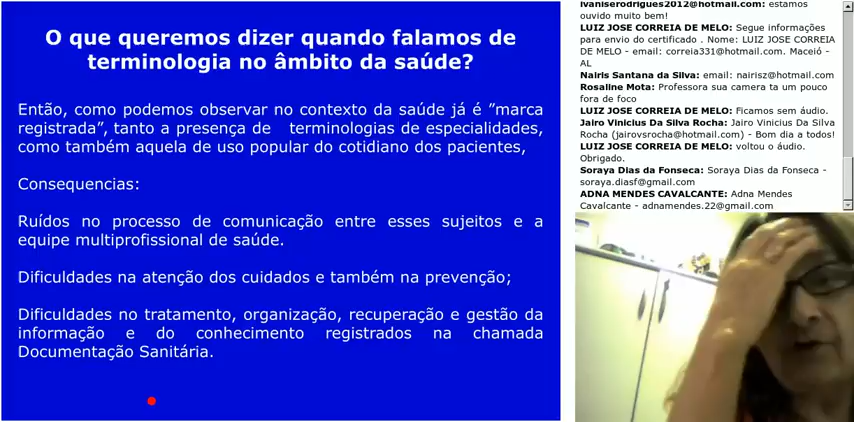 O que queremos dizer quando falamos de
terminologia no âmbito da saúde?
Então, como podemos observar no contexto da saúde já é ”marca
registrada”, tanto a presença de terminologias de especialidades,
como também aquela de uso popular do cotidiano dos pacientes,
Consequencias:
Ruídos no processo de comunicação entre esses sujeitos e a
equipe multiprofissional de saúde.
Dificuldades na atenção dos cuidados e também na prevenção;
Dificuldades no tratamento, organização, recuperação e gestão da
informação e do conhecimento registrados na chamada
Documentação Sanitária.
ivaniserodrigues2012@hotmail.com: estamos
ouvido muito bem!
LUIZ JOSE CORREIA DE MELO: Segue informações
para envio do certificado . Nome: LUIZ JOSE CORREIA
DE MELO - email: correia331@hotmail.com. Maceió -
AL
Nairis Santana da Silva: email: nairisz@hotmail.com
Rosaline Mota: Professora sua camera ta um pouco
fora de foco
LUIZ JOSE CORREIA DE MELO: Ficamos sem áudio.
Jairo Vinicius Da Silva Rocha: Jairo Vinicius Da Silva
Rocha (jairovsrocha@hotmail.com) - Bom dia a todos!
LUIZ JOSE CORREIA DE MELO: voltou o áudio.
Obrigado.
Soraya Dias da Fonseca: Soraya Dias da Fonseca -
soraya.diasf@gmail.com
ADNA MENDES CAVALCANTE: Adna Mendes
Cavalcante - adnamendes.22@gmail.com